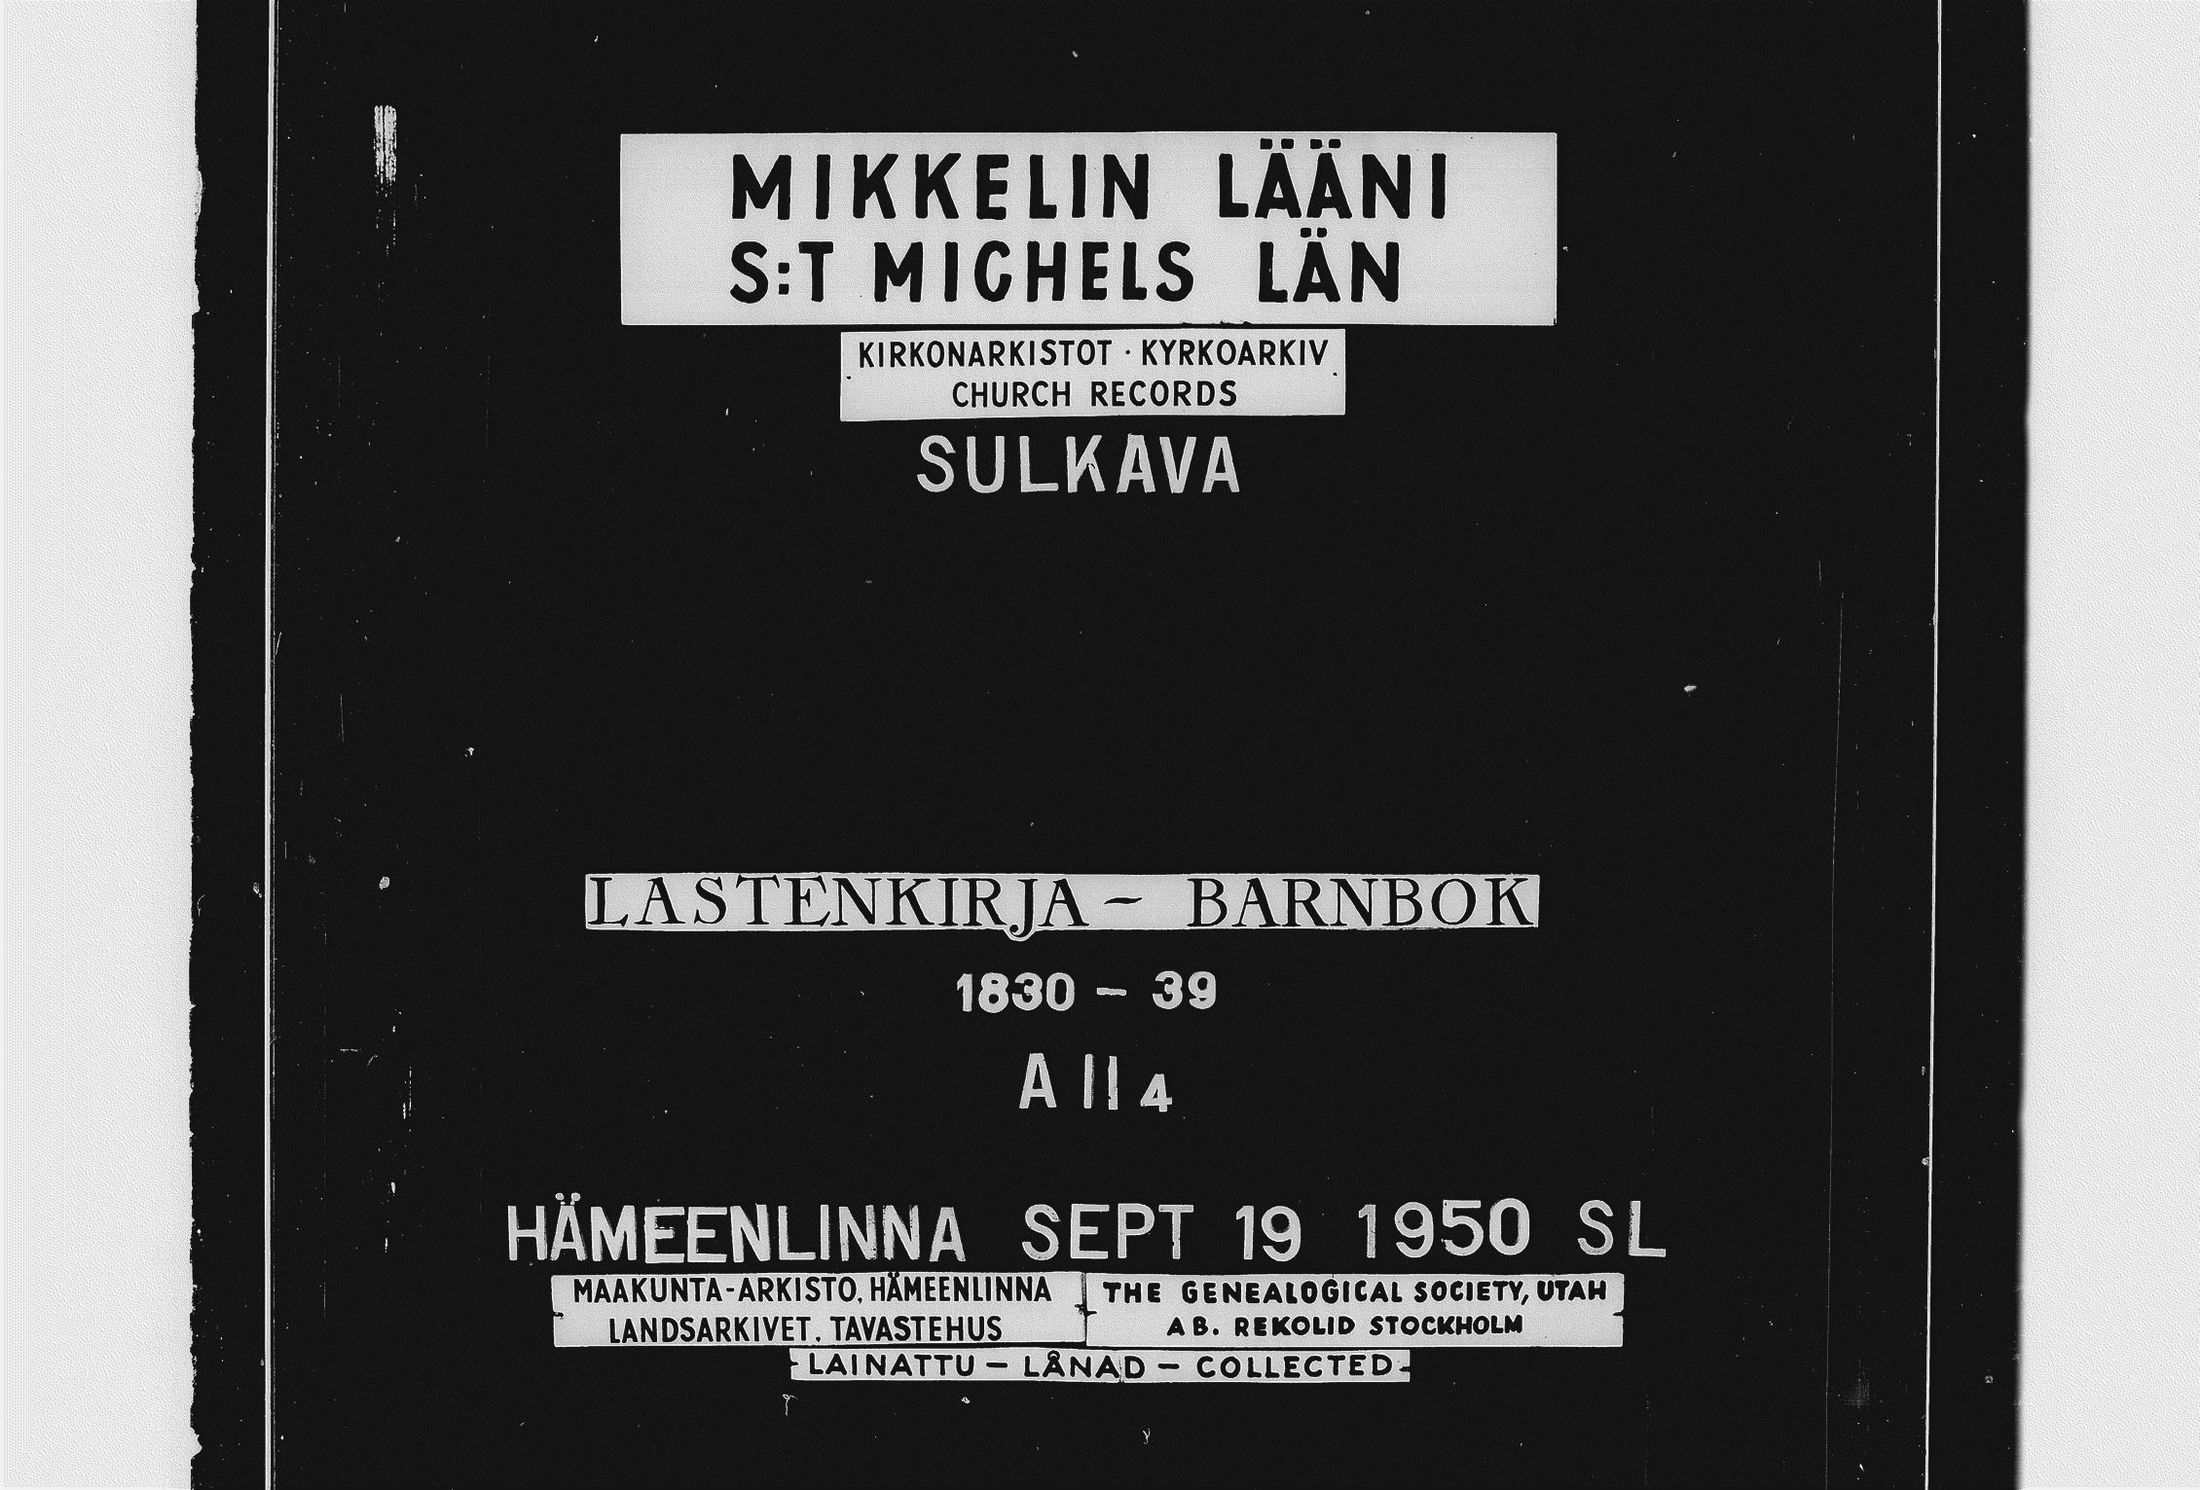 MIKKELIN LÄÄNI
S:T MICHELS LÄN
KIRKONARKISTOT · KYRKOARKIV
CHURCH RECORDS
SULKAVA
LASTENKIRJA – BARNBOK
1830 – 39
A II 4
HÄMEENLINNA SEPT 19 1950 SL
MAAKUNTA-ARKISTO, HÄMEENLINNA
LANDSARKIVET, TAVASTEHUS
THE GENEALOGICAL SOCIETY, UTAH
AB. REKOLID STOCKHOLM
LAINATTU – LÅNAD – COLLECTED